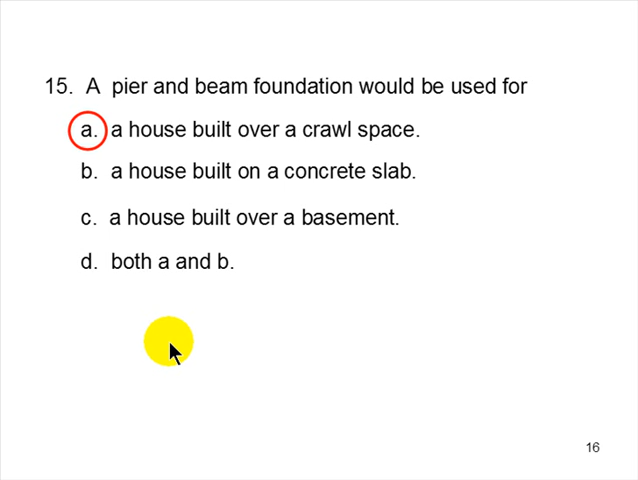 15. A pier and beam foundation would be used for
a. a house built over a crawl space.
b. a house built on a concrete slab.
c. a house built over a basement.
d. both a and b.
16